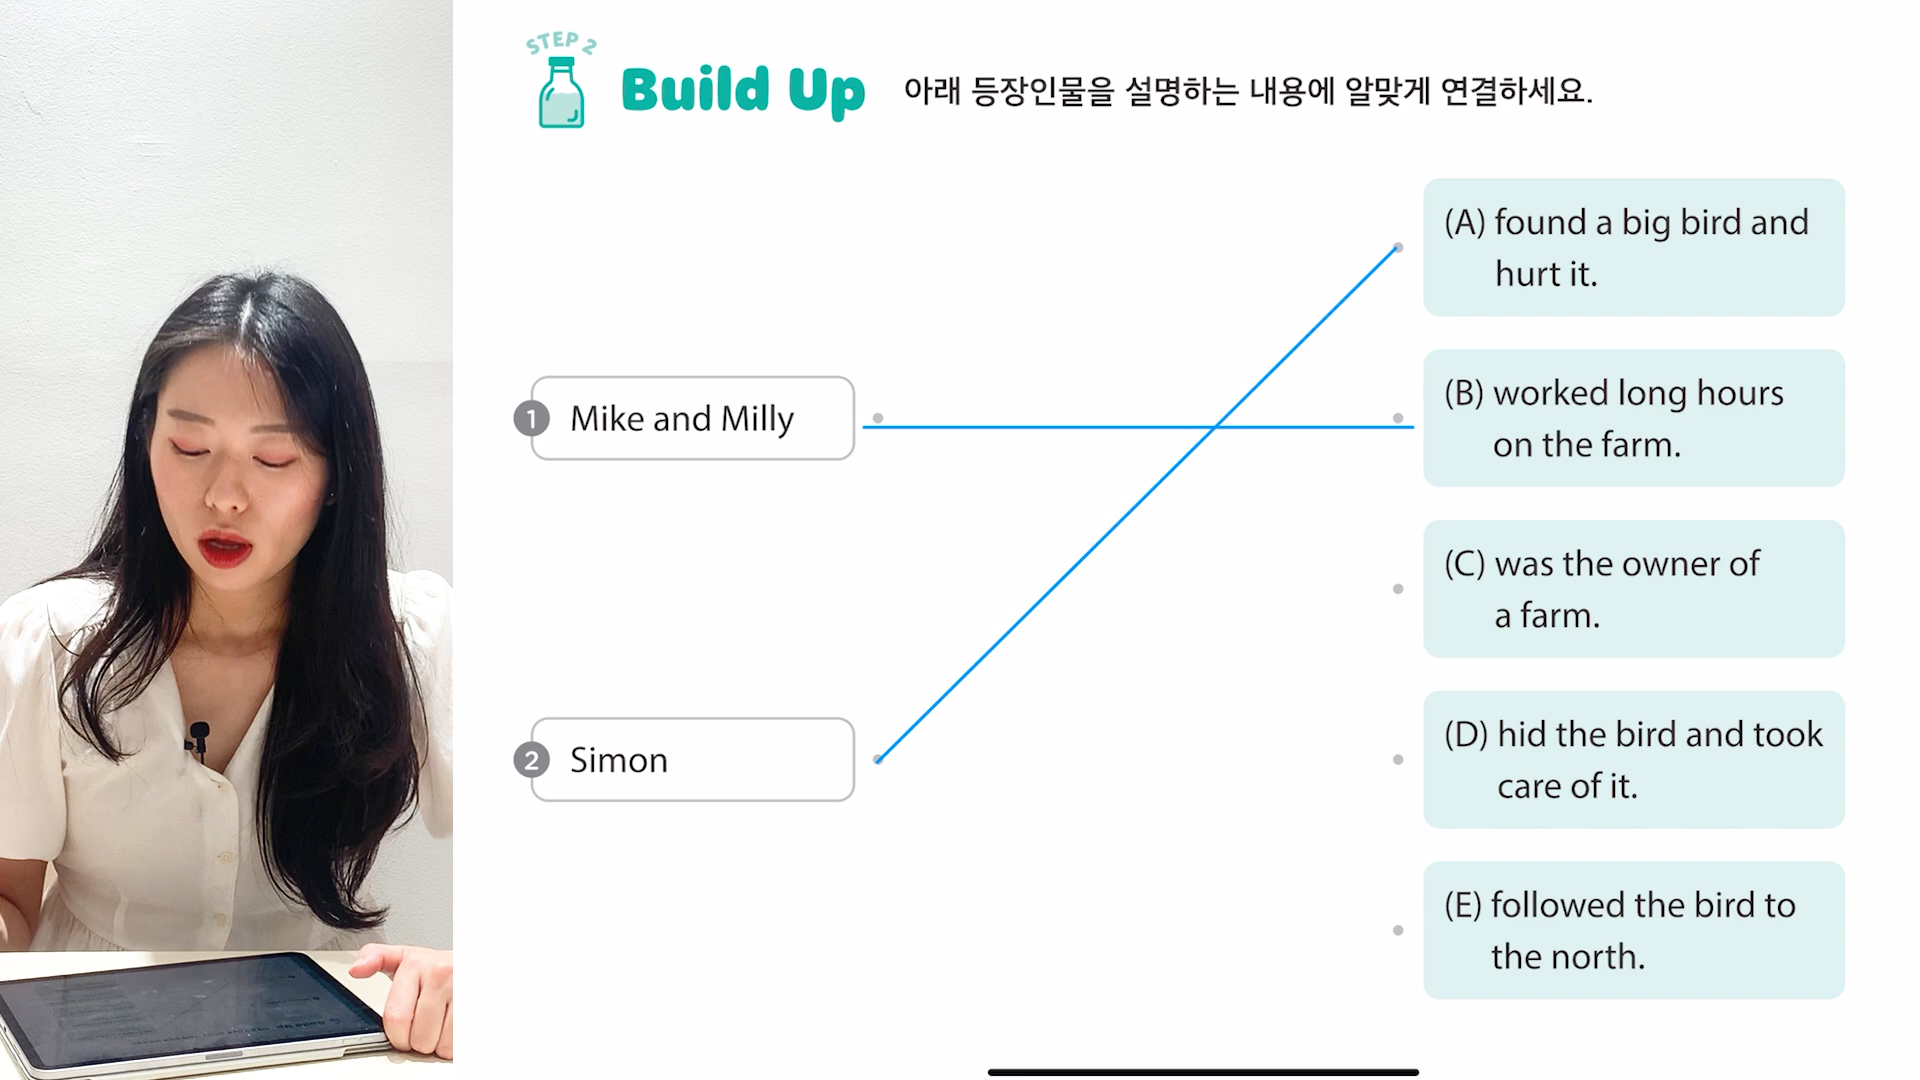 STEP 2
Build Up
아래 등장인물을 설명하는 내용에 알맞게 연결하세요.
1 Mike and Milly
2 Simon
(A) found a big bird and
hurt it.
(B) worked long hours
on the farm.
(C) was the owner of
a farm.
(D) hid the bird and took
care of it.
(E) followed the bird to
the north.